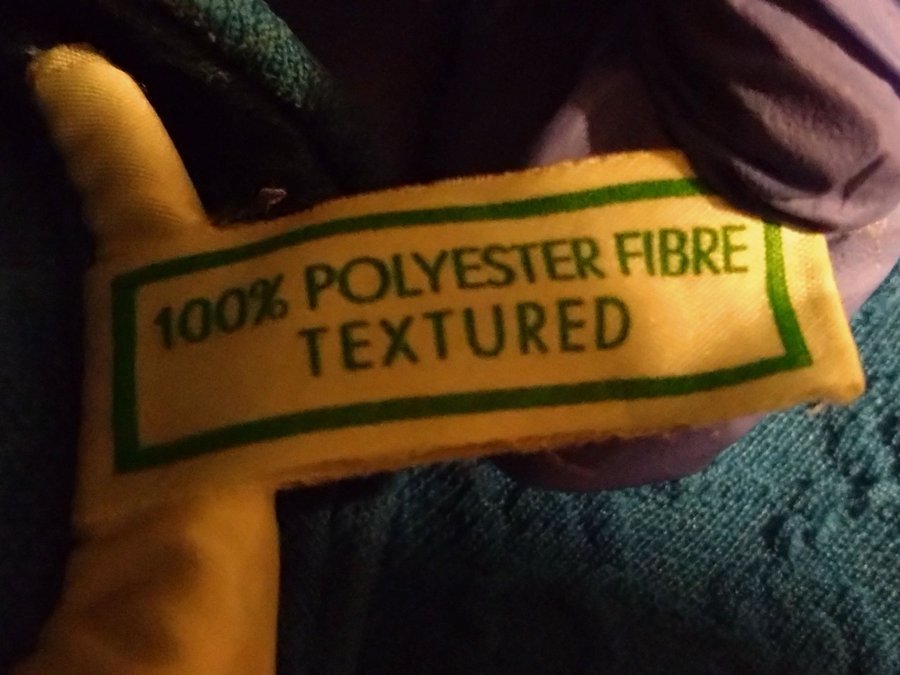 100% POLYESTER FIBRE
TEXTURED